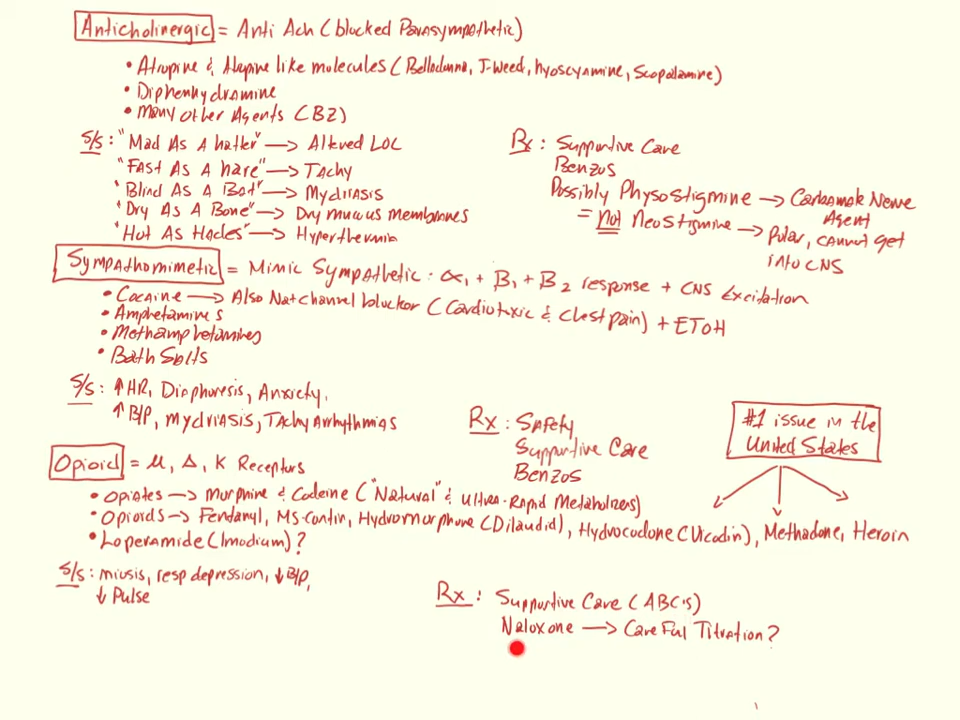 Anticholinergic = Anti Ach (blocked Parasympathetic)
• Atropine & Atropine like molecules (Belladonna, J-weed, hyoscyamine, Scopolamine)
• Diphenhydramine
• Many other Agents (BZ)
S/S: "Mad As A hatter" → Altered LOC
"Fast As A hare" → Tachy
"Blind As A Bat" → Mydriasis
"Dry As A Bone" → Dry mucus membranes
"Hot As Hades" → Hyperthermia
Rx: Supportive Care
Benzos
Possibly Physostigmine → Carbamate Nerve Agent
= not Neostigmine → Polar, cannot get into CNS
Sympathomimetic = Mimic Sympathetic: α1 + B1 + B2 response + CNS Excitation
• Cocaine → Also Na+ channel blocker (Cardiotoxic & Chest pain) + EToH
• Amphetamines
• Methamphetamines
• Bath Salts
S/S: ↑ HR, Diaphoresis, Anxiety,
↑ B/P, Mydriasis, Tachy Arrhythmias
Rx: Safety
Supportive Care
Benzos
#1 issue in the
United States
Opioid = μ, Δ, K Receptors
• Opiates → Morphine & Codeine ("Natural" & Ultra-Rapid Metabolizers)
• Opioids → Fentanyl, MS-Contin, Hydromorphone (Dilaudid), Hydrocodone (Vicodin), Methadone, Heroin
• Loperamide (Imodium)?
S/S: miosis, resp depression, ↓ B/P,
↓ Pulse
Rx: Supportive Care (ABC's)
Naloxone → Careful Titration?